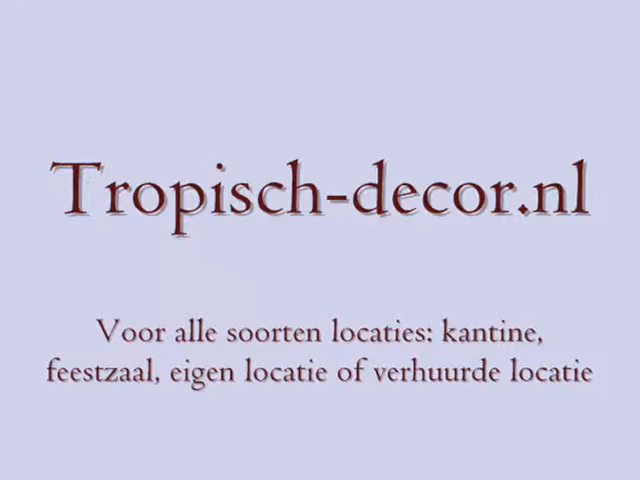 Tropisch-decor.nl
Voor alle soorten locaties: kantine,
feestzaal, eigen locatie of verhuurde locatie